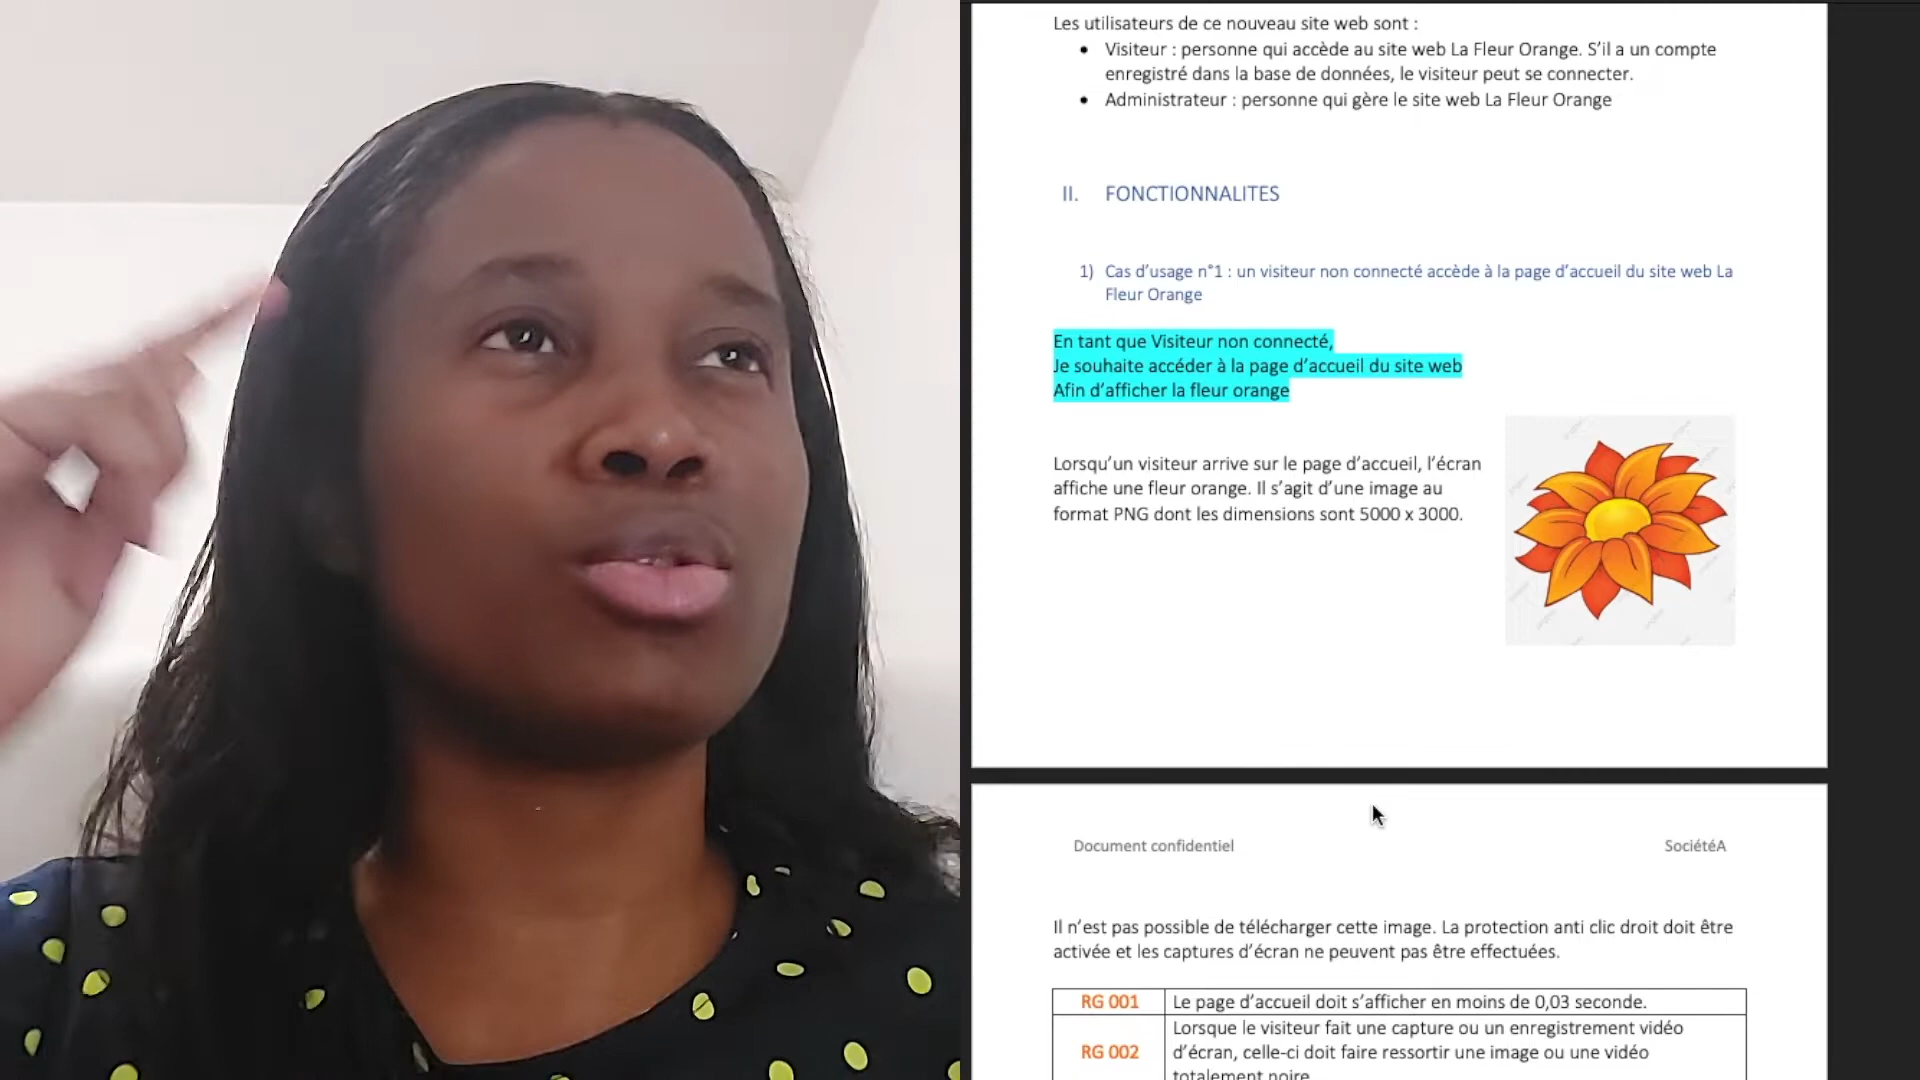 Les utilisateurs de ce nouveau site web sont :
• Visiteur : personne qui accède au site web La Fleur Orange. S’il a un compte
enregistré dans la base de données, le visiteur peut se connecter.
• Administrateur : personne qui gère le site web La Fleur Orange
II. FONCTIONNALITES
1) Cas d’usage n°1 : un visiteur non connecté accède à la page d’accueil du site web La
Fleur Orange
En tant que Visiteur non connecté,
Je souhaite accéder à la page d’accueil du site web
Afin d’afficher la fleur orange
Lorsqu’un visiteur arrive sur le page d’accueil, l’écran
affiche une fleur orange. Il s’agit d’une image au
format PNG dont les dimensions sont 5000 x 3000.
Document confidentiel SociétéA
Il n’est pas possible de télécharger cette image. La protection anti clic droit doit être
activée et les captures d’écran ne peuvent pas être effectuées.
RG 001 Le page d’accueil doit s’afficher en moins de 0,03 seconde.
Lorsque le visiteur fait une capture ou un enregistrement vidéo
RG 002 d’écran, celle-ci doit faire ressortir une image ou une vidéo
totalement noire